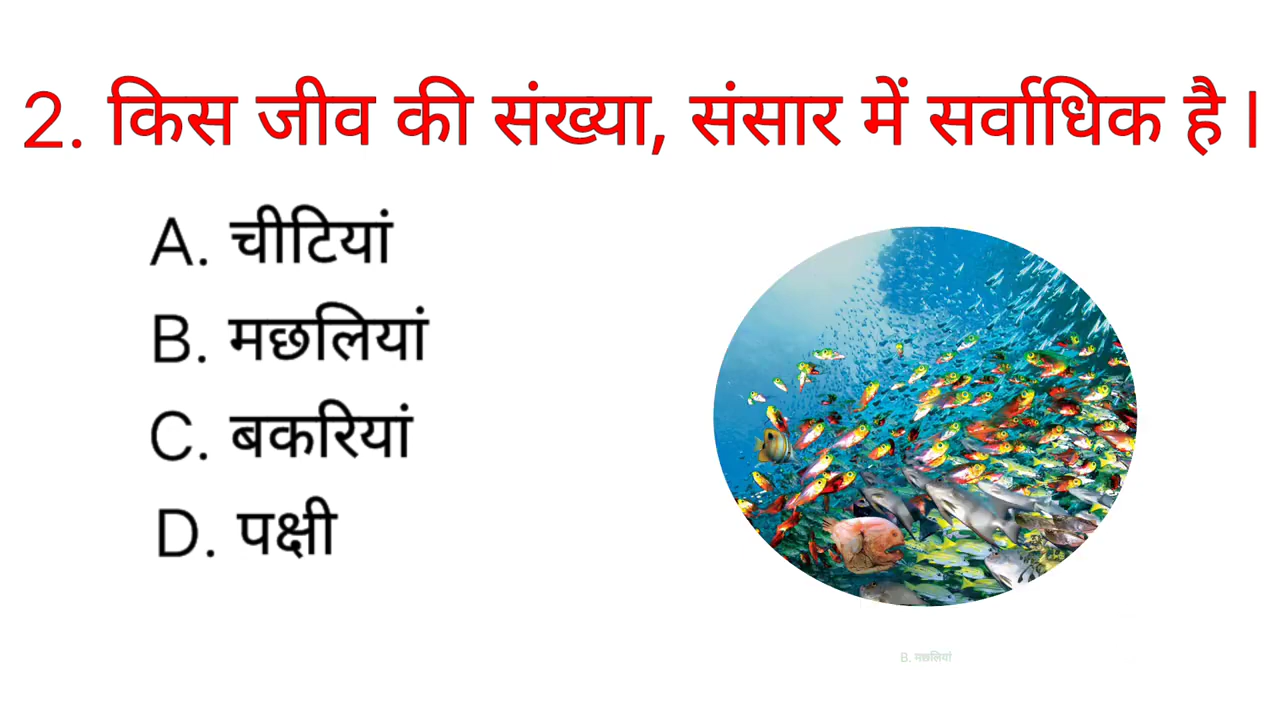 2. किस जीव की संख्या, संसार में सर्वाधिक है |
A. चीटियां
B. मछलियां
C. बकरियां
D. पक्षी
B. मछलियां